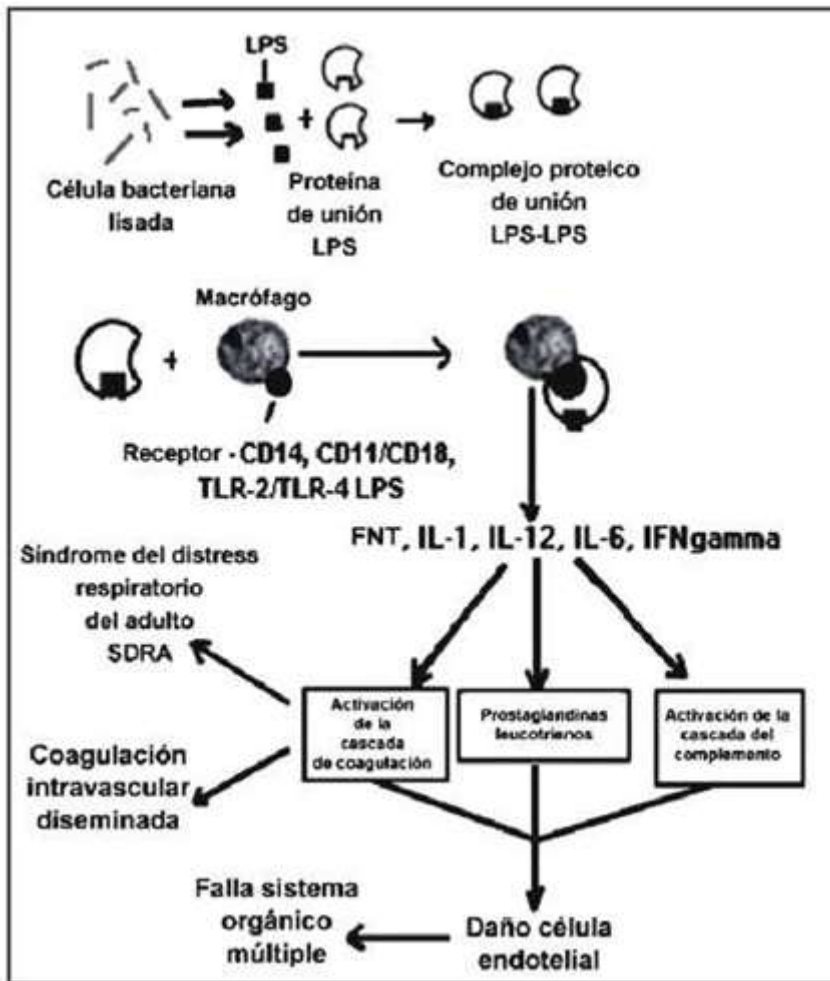 LPS
Célula bacteriana
lisada
Proteína
de unión
LPS
Complejo proteico
de unión
LPS-LPS
Macrófago
Receptor - CD14, CD11/CD18,
TLR-2/TLR-4 LPS
FNT, IL-1, IL-12, IL-6, IFNgamma
Síndrome del distress
respiratorio
del adulto
SDRA
Activación
de la
cascada
de coagulación
Prostaglandinas
leucotrienos
Activación de la
cascada del
complemento
Coagulación
intravascular
diseminada
Falla sistema
orgánico
múltiple
Daño célula
endotelial